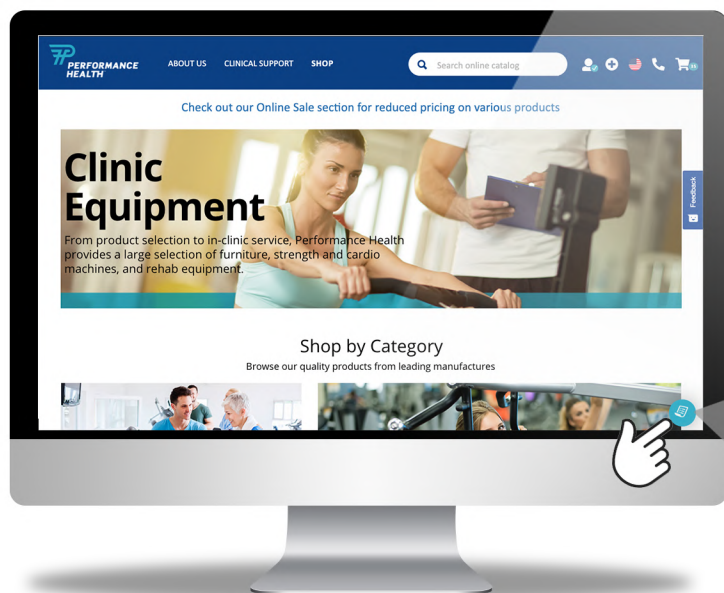 PERFORMANCE
HEALTH
ABOUT US CLINICAL SUPPORT SHOP
Search online catalog
Check out our Online Sale section for reduced pricing on various products
Clinic
Equipment
From product selection to in-clinic service, Performance Health
provides a large selection of furniture, strength and cardio
machines, and rehab equipment.
Feedback
Shop by Category
Browse our quality products from leading manufactures